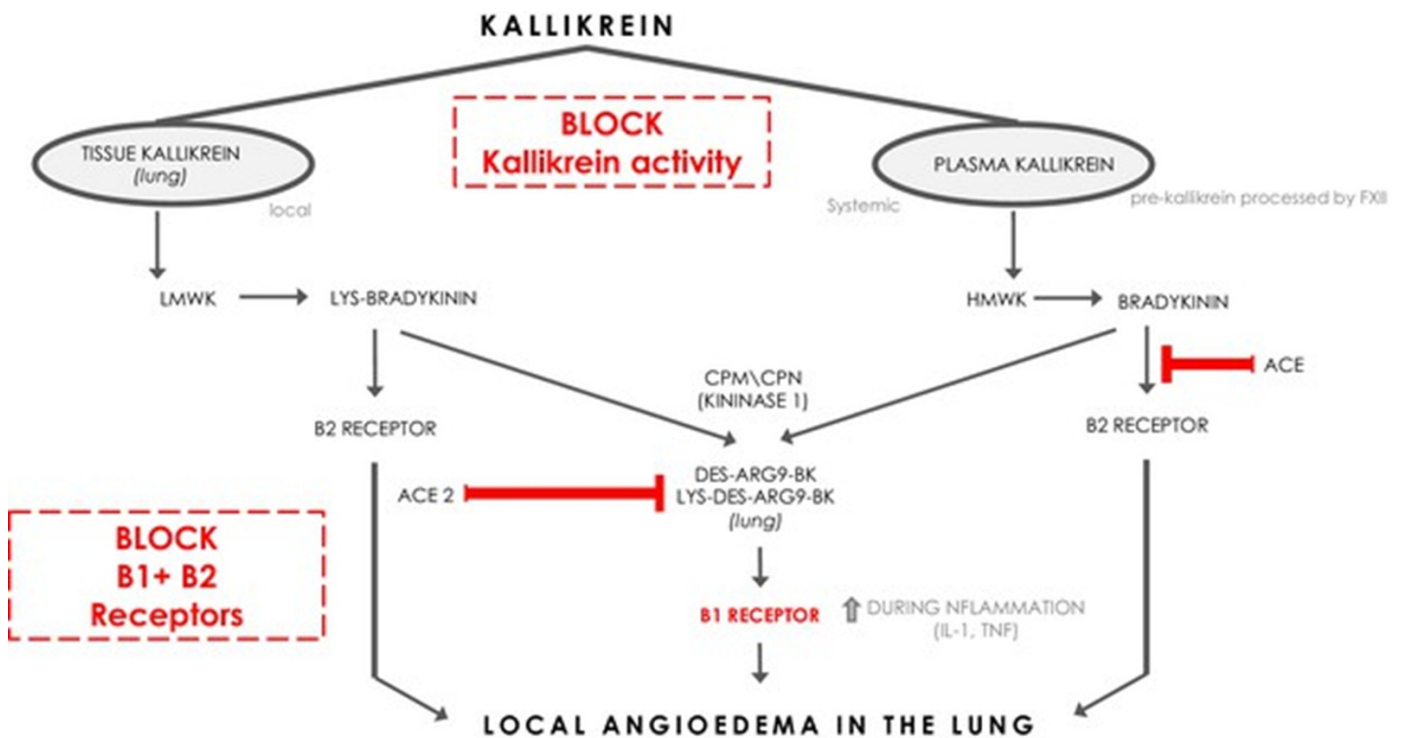 KALLIKREIN
BLOCK
Kallikrein activity
TISSUE KALLIKREIN
(lung)
local
PLASMA KALLIKREIN
Systemic
pre-kallikrein processed by FXII
LMWK
LYS-BRADYKININ
HMWK
BRADYKININ
ACE
CPM\CPN
(KININASE 1)
B2 RECEPTOR
B2 RECEPTOR
ACE 2
DES-ARG9-BK
LYS-DES-ARG9-BK
(lung)
BLOCK
B1+ B2
Receptors
B1 RECEPTOR
DURING NFLAMMATION
(IL-1, TNF)
LOCAL ANGIOEDEMA IN THE LUNG